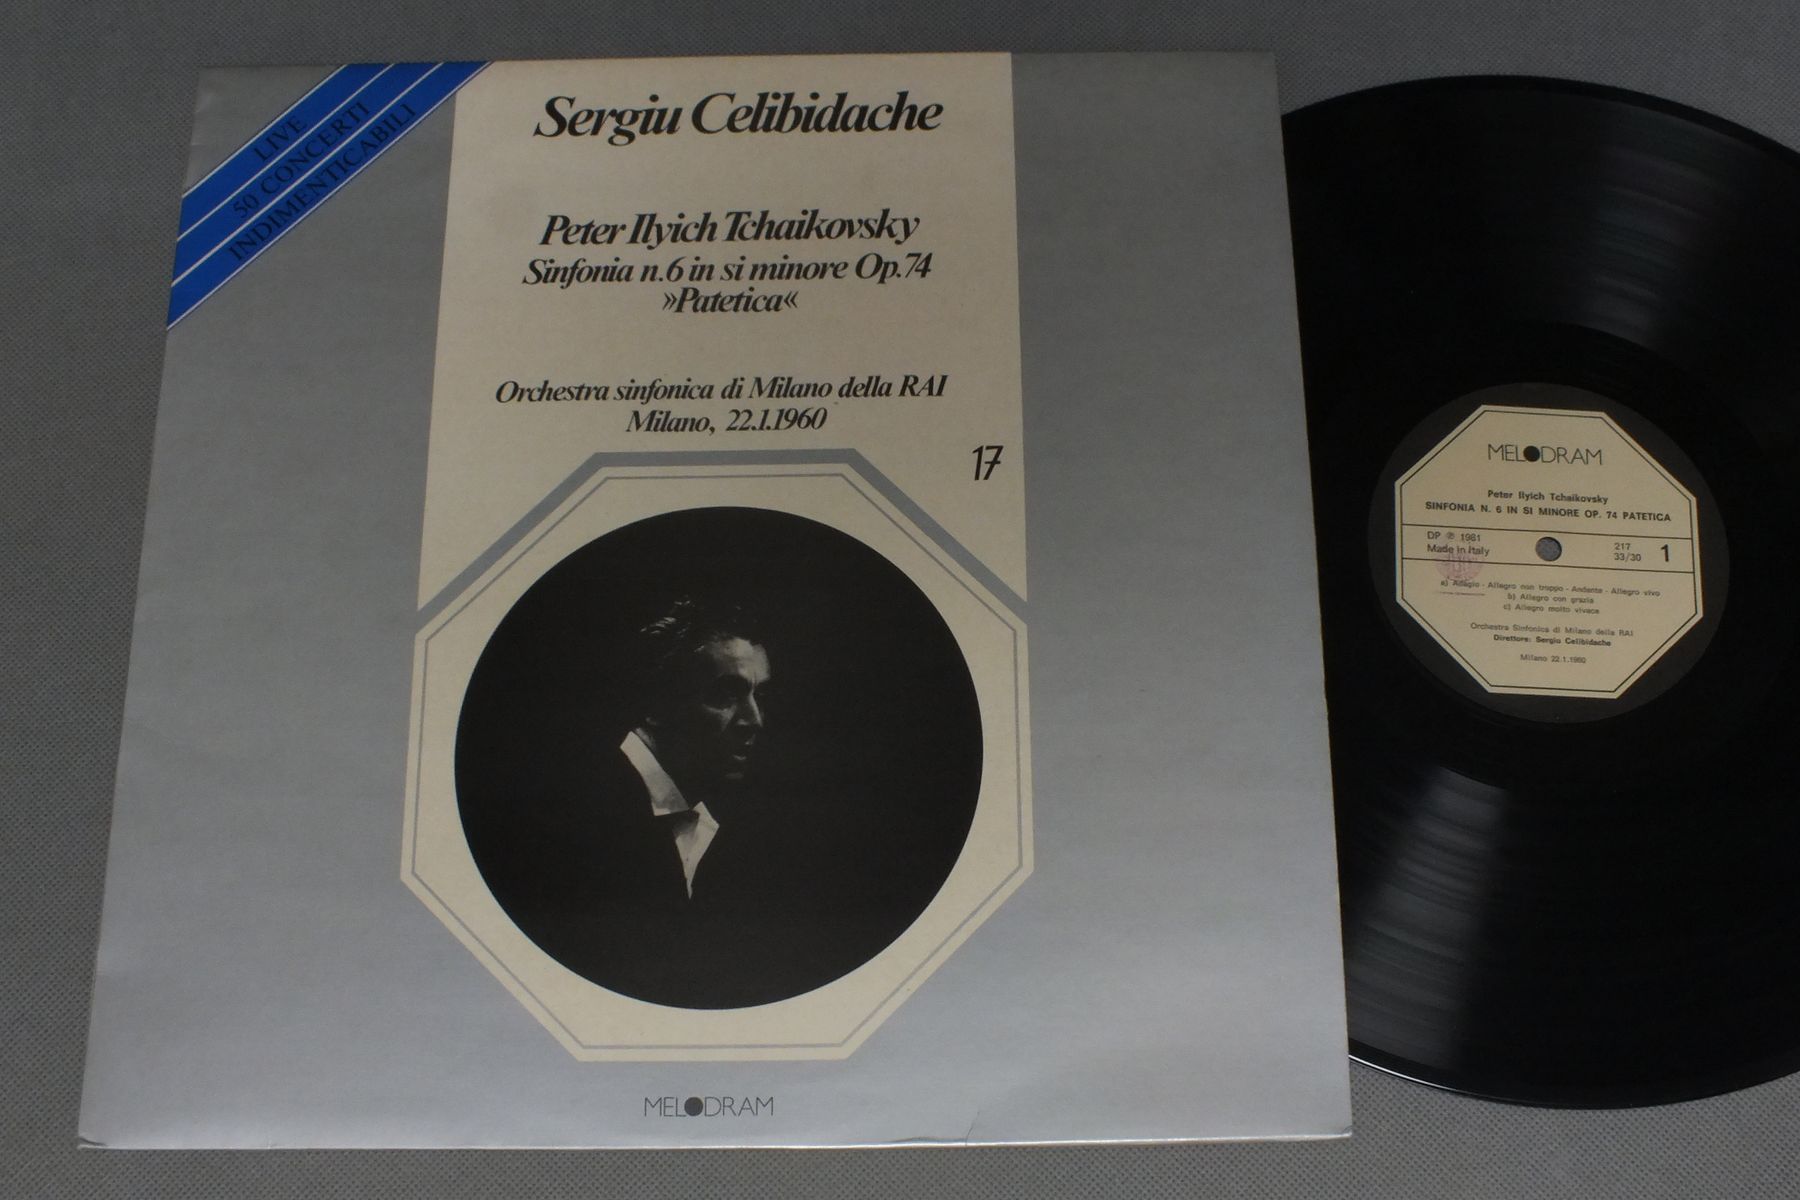 LIVE
50 CONCERTI
INDIMENTICABILI
Sergiu Celibidache
Peter Ilyich Tchaikovsky
Sinfonia n.6 in si minore Op.74
»Patetica«
Orchestra sinfonica di Milano della RAI
Milano, 22.1.1960
17
MELODRAM
MELODRAM
Peter Ilyich Tchaikovsky
SINFONIA N. 6 IN SI MINORE OP. 74 PATETICA
DP ℗ 1981
Made in Italy
217
33/30
1
a) Adagio - Allegro non troppo - Andante - Allegro vivo
b) Allegro con grazia
c) Allegro molto vivace
Orchestra Sinfonica di Milano della RAI
Direttore: Sergio Celibidache
Milano 22.1.1960